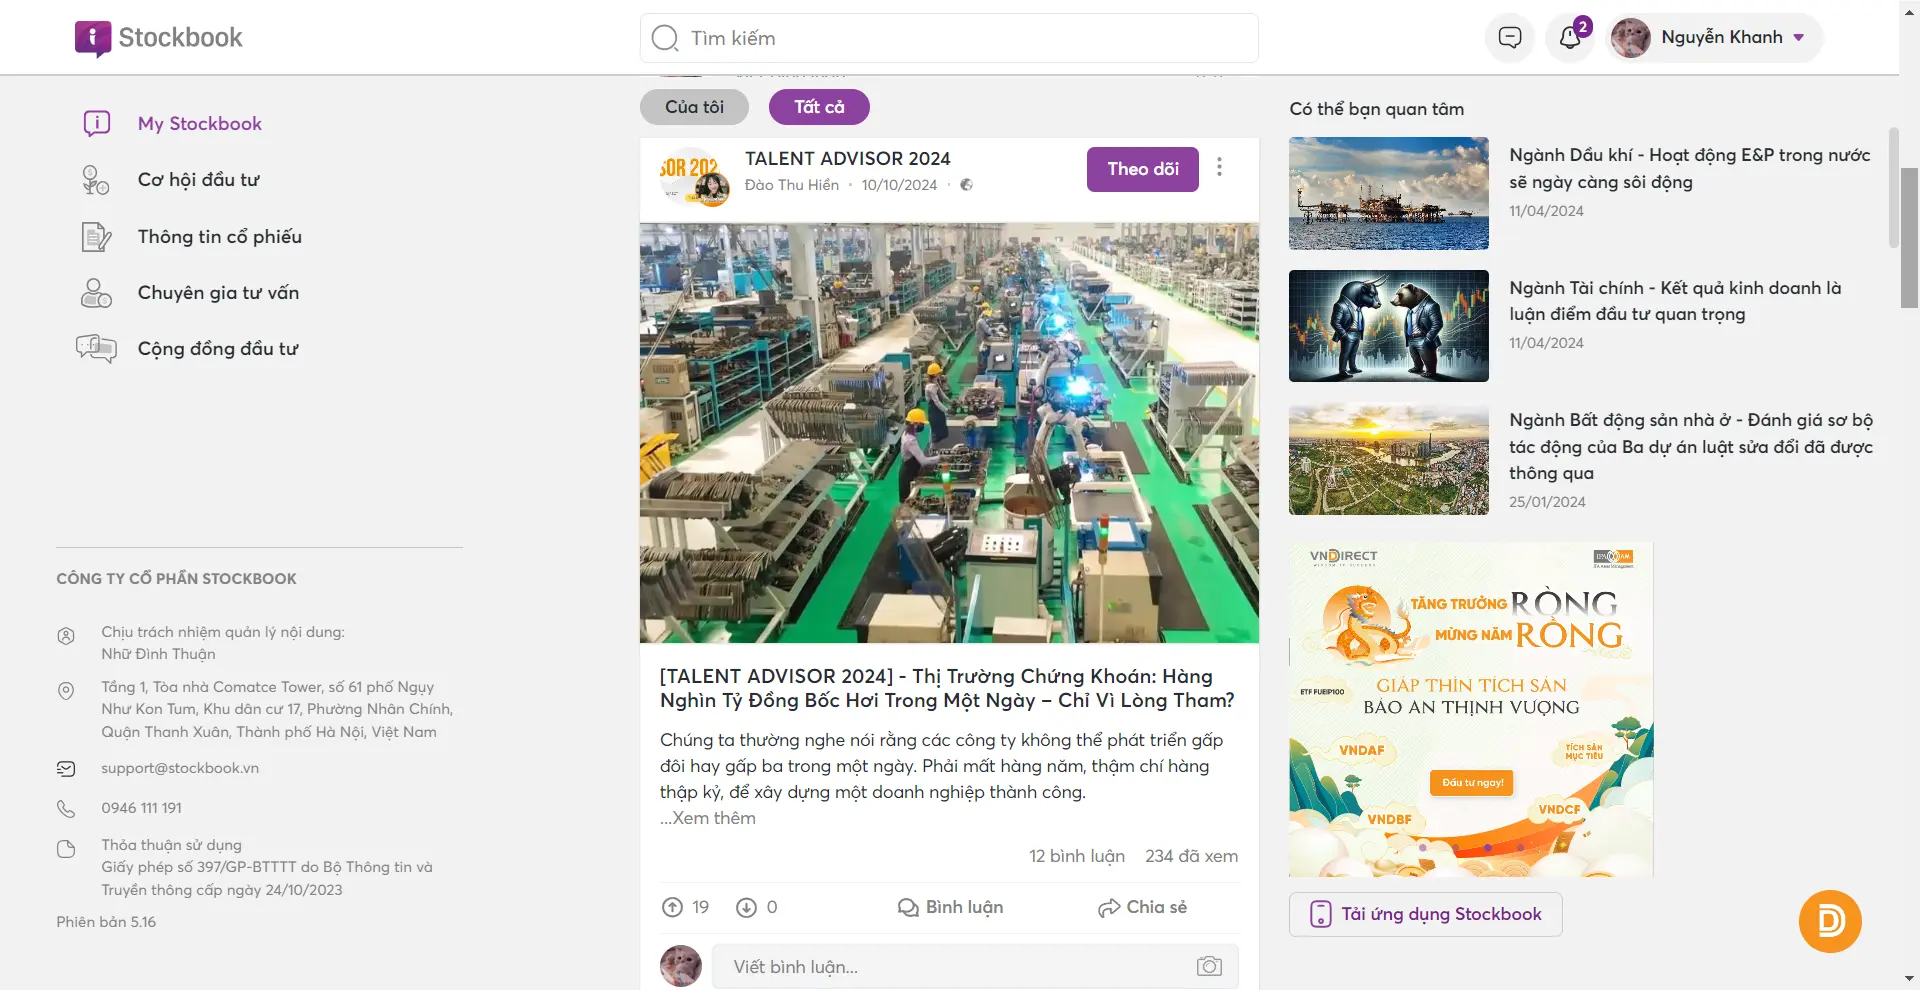 Stockbook
Tìm kiếm
2
Nguyễn Khanh
My Stockbook
Cơ hội đầu tư
Thông tin cổ phiếu
Chuyên gia tư vấn
Cộng đồng đầu tư
CÔNG TY CỔ PHẦN STOCKBOOK
Chịu trách nhiệm quản lý nội dung:
Nhữ Đình Thuận
Tầng 1, Tòa nhà Comatce Tower, số 61 phố Ngụy
Như Kon Tum, Khu dân cư 17, Phường Nhân Chính,
Quận Thanh Xuân, Thành phố Hà Nội, Việt Nam
support@stockbook.vn
0946 111 191
Thỏa thuận sử dụng
Giấy phép số 397/GP-BTTTT do Bộ Thông tin và
Truyền thông cấp ngày 24/10/2023
Phiên bản 5.16
Của tôi
Tất cả
TALENT ADVISOR 2024
Đào Thu Hiền · 10/10/2024 ·
Theo dõi
[TALENT ADVISOR 2024] - Thị Trường Chứng Khoán: Hàng
Nghìn Tỷ Đồng Bốc Hơi Trong Một Ngày – Chỉ Vì Lòng Tham?
Chúng ta thường nghe nói rằng các công ty không thể phát triển gấp
đôi hay gấp ba trong một ngày. Phải mất hàng năm, thậm chí hàng
thập kỷ, để xây dựng một doanh nghiệp thành công.
...Xem thêm
12 bình luận 234 đã xem
19 0 Bình luận Chia sẻ
Viết bình luận...
Có thể bạn quan tâm
Ngành Dầu khí - Hoạt động E&P trong nước
sẽ ngày càng sôi động
11/04/2024
Ngành Tài chính - Kết quả kinh doanh là
luận điểm đầu tư quan trọng
11/04/2024
Ngành Bất động sản nhà ở - Đánh giá sơ bộ
tác động của Ba dự án luật sửa đổi đã được
thông qua
25/01/2024
VNDIRECT
WISDOM TO SUCCESS
TĂNG TRƯỞNG RÒNG
MỪNG NĂM RỒNG
ETF FUEIP100
GIÁP THÌN TÍCH SẢN
BẢO AN THỊNH VƯỢNG
VNDAF
TÍCH SẢN
MỤC TIÊU
Đầu tư ngay!
VNDCF
VNDBF
Tải ứng dụng Stockbook